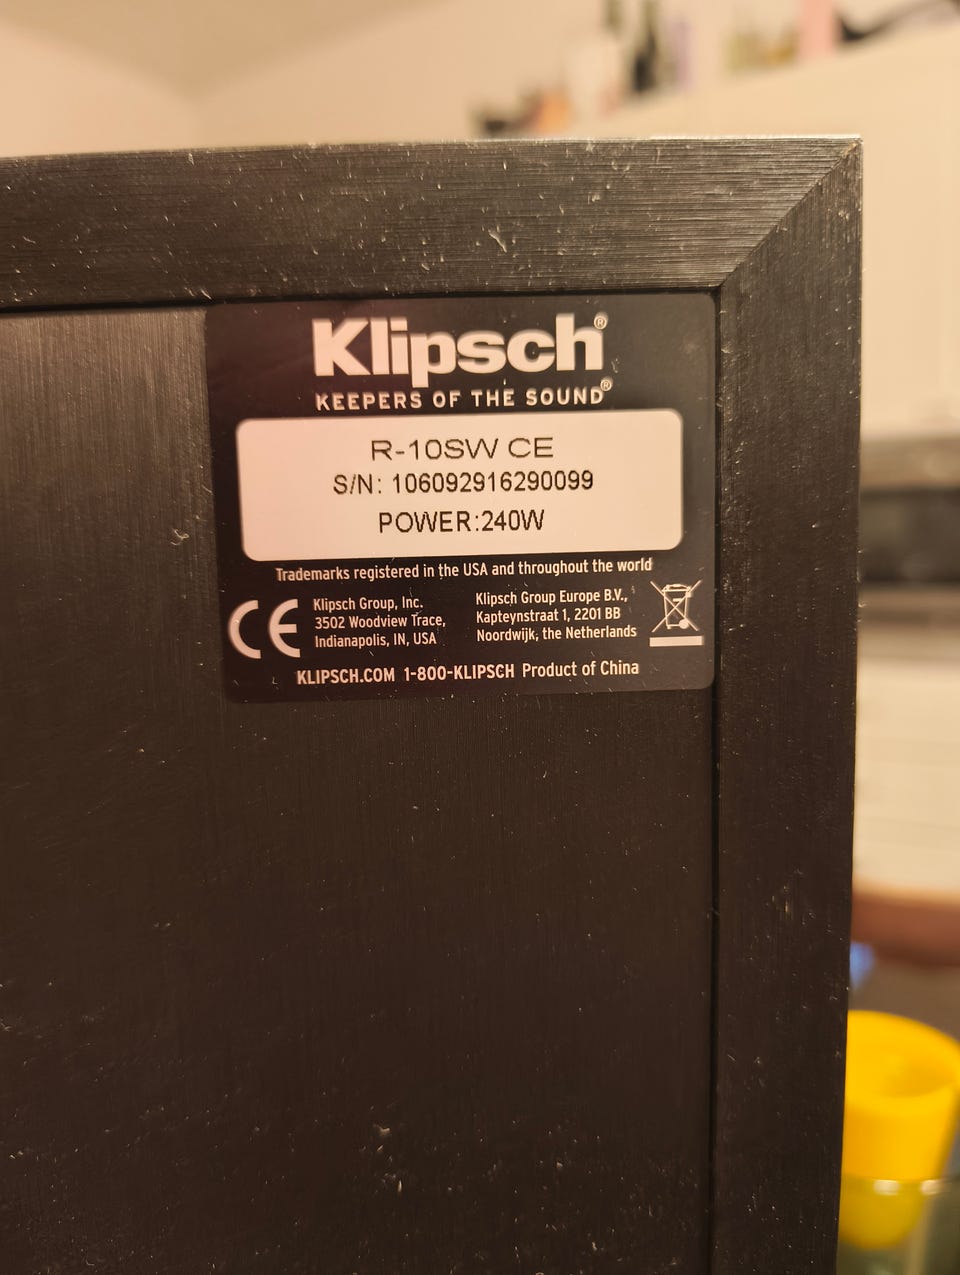 Klipsch®
KEEPERS OF THE SOUND®
R-10SW CE
S/N: 106092916290099
POWER:240W
Trademarks registered in the USA and throughout the world
CE
Klipsch Group, Inc.
3502 Woodview Trace,
Indianapolis, IN, USA
Klipsch Group Europe B.V.,
Kapteynstraat 1, 2201 BB
Noordwijk, the Netherlands
KLIPSCH.COM 1-800-KLIPSCH Product of China